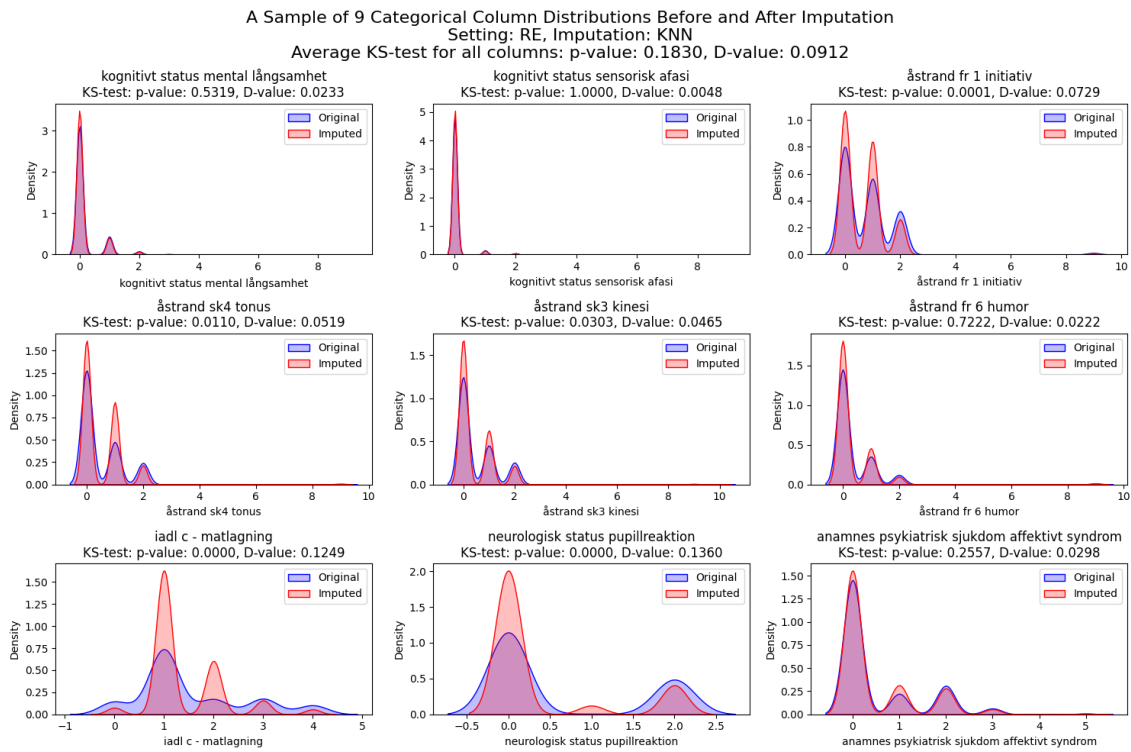 A Sample of 9 Categorical Column Distributions Before and After Imputation
Setting: RE, Imputation: KNN
Average KS-test for all columns: p-value: 0.1830, D-value: 0.0912
kognitivt status mental långsamhet
KS-test: p-value: 0.5319, D-value: 0.0233
Original
Imputed
Density
3
2
1
0
0 2 4 6 8
kognitivt status mental långsamhet
kognitivt status sensorisk afasi
KS-test: p-value: 1.0000, D-value: 0.0048
Original
Imputed
Density
5
4
3
2
1
0
0 2 4 6 8
kognitivt status sensorisk afasi
åstrand fr 1 initiativ
KS-test: p-value: 0.0001, D-value: 0.0729
Original
Imputed
Density
1.0
0.8
0.6
0.4
0.2
0.0
0 2 4 6 8 10
åstrand fr 1 initiativ
åstrand sk4 tonus
KS-test: p-value: 0.0110, D-value: 0.0519
Original
Imputed
Density
1.50
1.25
1.00
0.75
0.50
0.25
0.00
0 2 4 6 8 10
åstrand sk4 tonus
åstrand sk3 kinesi
KS-test: p-value: 0.0303, D-value: 0.0465
Original
Imputed
Density
1.5
1.0
0.5
0.0
0 2 4 6 8 10
åstrand sk3 kinesi
åstrand fr 6 humor
KS-test: p-value: 0.7222, D-value: 0.0222
Original
Imputed
Density
1.5
1.0
0.5
0.0
0 2 4 6 8 10
åstrand fr 6 humor
iadl c - matlagning
KS-test: p-value: 0.0000, D-value: 0.1249
Original
Imputed
Density
1.50
1.25
1.00
0.75
0.50
0.25
0.00
−1 0 1 2 3 4 5
iadl c - matlagning
neurologisk status pupillreaktion
KS-test: p-value: 0.0000, D-value: 0.1360
Original
Imputed
Density
2.0
1.5
1.0
0.5
0.0
−0.5 0.0 0.5 1.0 1.5 2.0 2.5
neurologisk status pupillreaktion
anamnes psykiatrisk sjukdom affektivt syndrom
KS-test: p-value: 0.2557, D-value: 0.0298
Original
Imputed
Density
1.50
1.25
1.00
0.75
0.50
0.25
0.00
0 1 2 3 4 5
anamnes psykiatrisk sjukdom affektivt syndrom